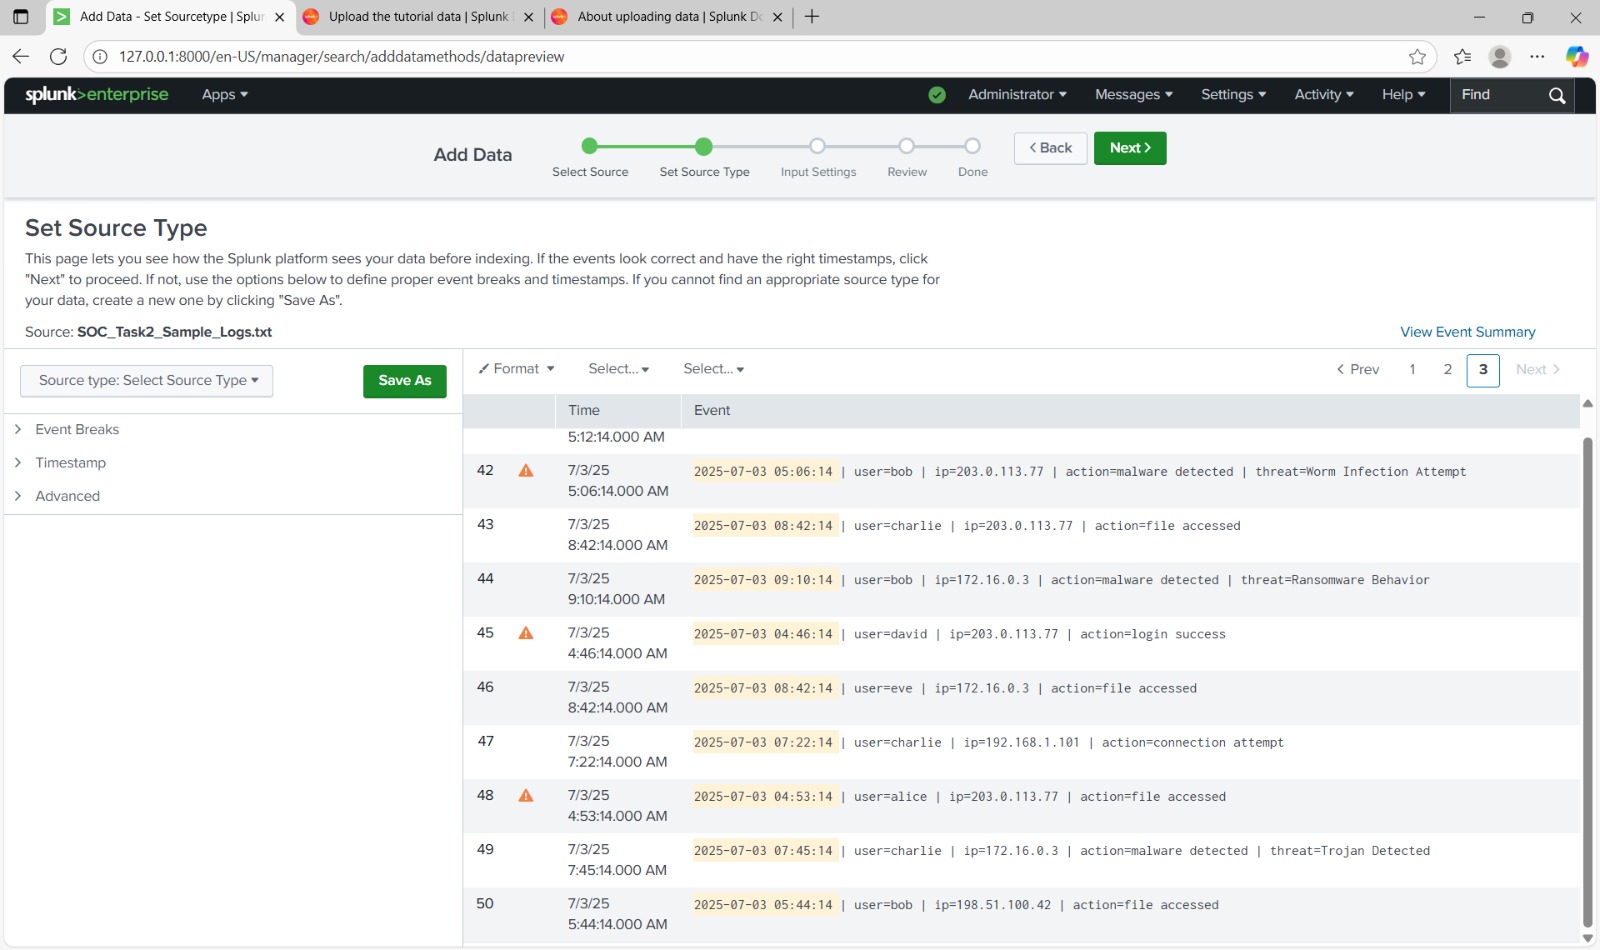 Add Data - Set Sourcetype | Splur
Upload the tutorial data | Splunk
About uploading data | Splunk Do
127.0.0.1:8000/en-US/manager/search/adddatamethods/datapreview
splunk>enterprise Apps Administrator Messages Settings Activity Help Find
Add Data
Select Source Set Source Type Input Settings Review Done
< Back Next >
Set Source Type
This page lets you see how the Splunk platform sees your data before indexing. If the events look correct and have the right timestamps, click
"Next" to proceed. If not, use the options below to define proper event breaks and timestamps. If you cannot find an appropriate source type for
your data, create a new one by clicking "Save As".
Source: SOC_Task2_Sample_Logs.txt
View Event Summary
Source type: Select Source Type
Save As
Event Breaks
Timestamp
Advanced
Format Select... Select...
< Prev 1 2 3 Next >
Time Event
5:12:14.000 AM
42 7/3/25 2025-07-03 05:06:14 | user=bob | ip=203.0.113.77 | action=malware detected | threat=Worm Infection Attempt
5:06:14.000 AM
43 7/3/25 2025-07-03 08:42:14 | user=charlie | ip=203.0.113.77 | action=file accessed
8:42:14.000 AM
44 7/3/25 2025-07-03 09:10:14 | user=bob | ip=172.16.0.3 | action=malware detected | threat=Ransomware Behavior
9:10:14.000 AM
45 7/3/25 2025-07-03 04:46:14 | user=david | ip=203.0.113.77 | action=login success
4:46:14.000 AM
46 7/3/25 2025-07-03 08:42:14 | user=eve | ip=172.16.0.3 | action=file accessed
8:42:14.000 AM
47 7/3/25 2025-07-03 07:22:14 | user=charlie | ip=192.168.1.101 | action=connection attempt
7:22:14.000 AM
48 7/3/25 2025-07-03 04:53:14 | user=alice | ip=203.0.113.77 | action=file accessed
4:53:14.000 AM
49 7/3/25 2025-07-03 07:45:14 | user=charlie | ip=172.16.0.3 | action=malware detected | threat=Trojan Detected
7:45:14.000 AM
50 7/3/25 2025-07-03 05:44:14 | user=bob | ip=198.51.100.42 | action=file accessed
5:44:14.000 AM